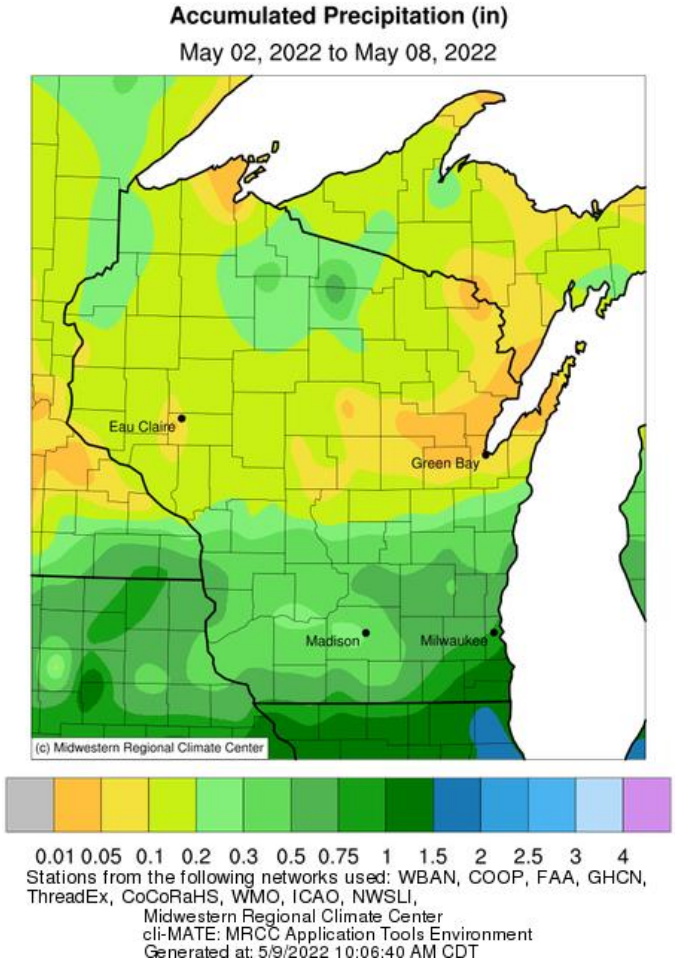 Accumulated Precipitation (in)
May 02, 2022 to May 08, 2022
Eau Claire
Green Bay
Madison
Milwaukee
(c) Midwestern Regional Climate Center
0.01 0.05 0.1 0.2 0.3 0.5 0.75 1 1.5 2 2.5 3 4
Stations from the following networks used: WBAN, COOP, FAA, GHCN,
ThreadEx, CoCoRaHS, WMO, ICAO, NWSLI,
Midwestern Regional Climate Center
cli-MATE: MRCC Application Tools Environment
Generated at: 5/9/2022 10:06:40 AM CDT